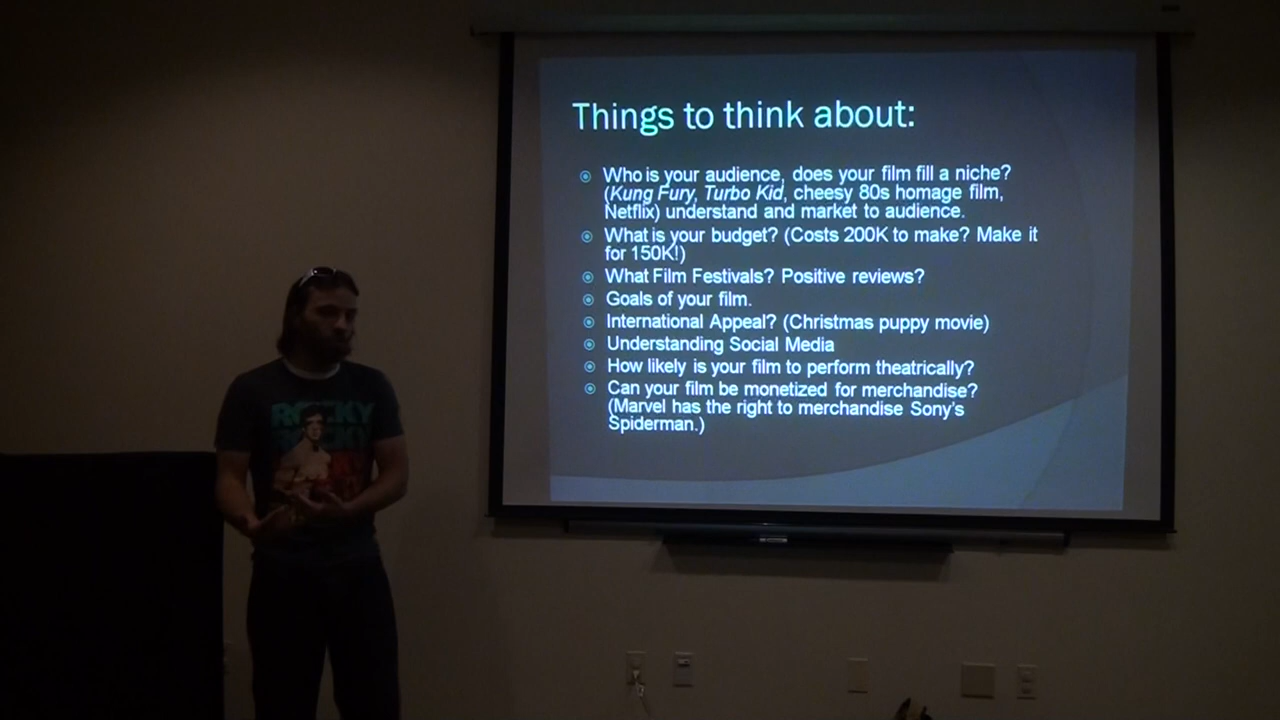 Things to think about:
Who is your audience, does your film fill a niche?
(Kung Fury, Turbo Kid, cheesy 80s homage film,
Netflix) understand and market to audience.
What is your budget? (Costs 200K to make? Make it
for 150K!)
What Film Festivals? Positive reviews?
Goals of your film.
International Appeal? (Christmas puppy movie)
Understanding Social Media
How likely is your film to perform theatrically?
Can your film be monetized for merchandise?
(Marvel has the right to merchandise Sony's
Spiderman.)
ROCKY